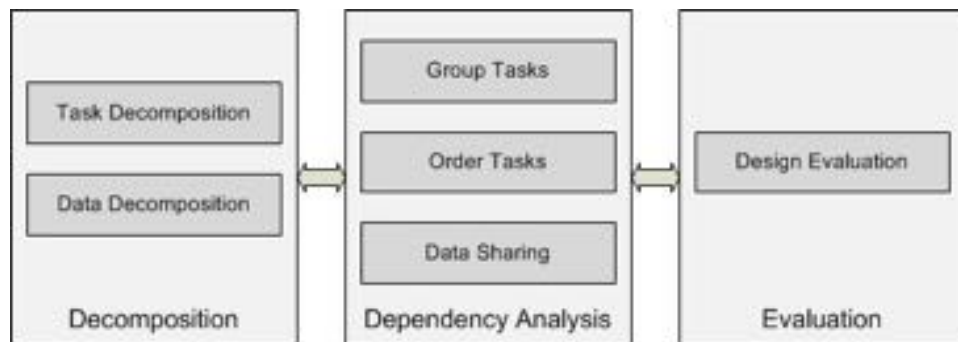 Task Decomposition
Data Decomposition
Decomposition
Group Tasks
Order Tasks
Data Sharing
Dependency Analysis
Design Evaluation
Evaluation